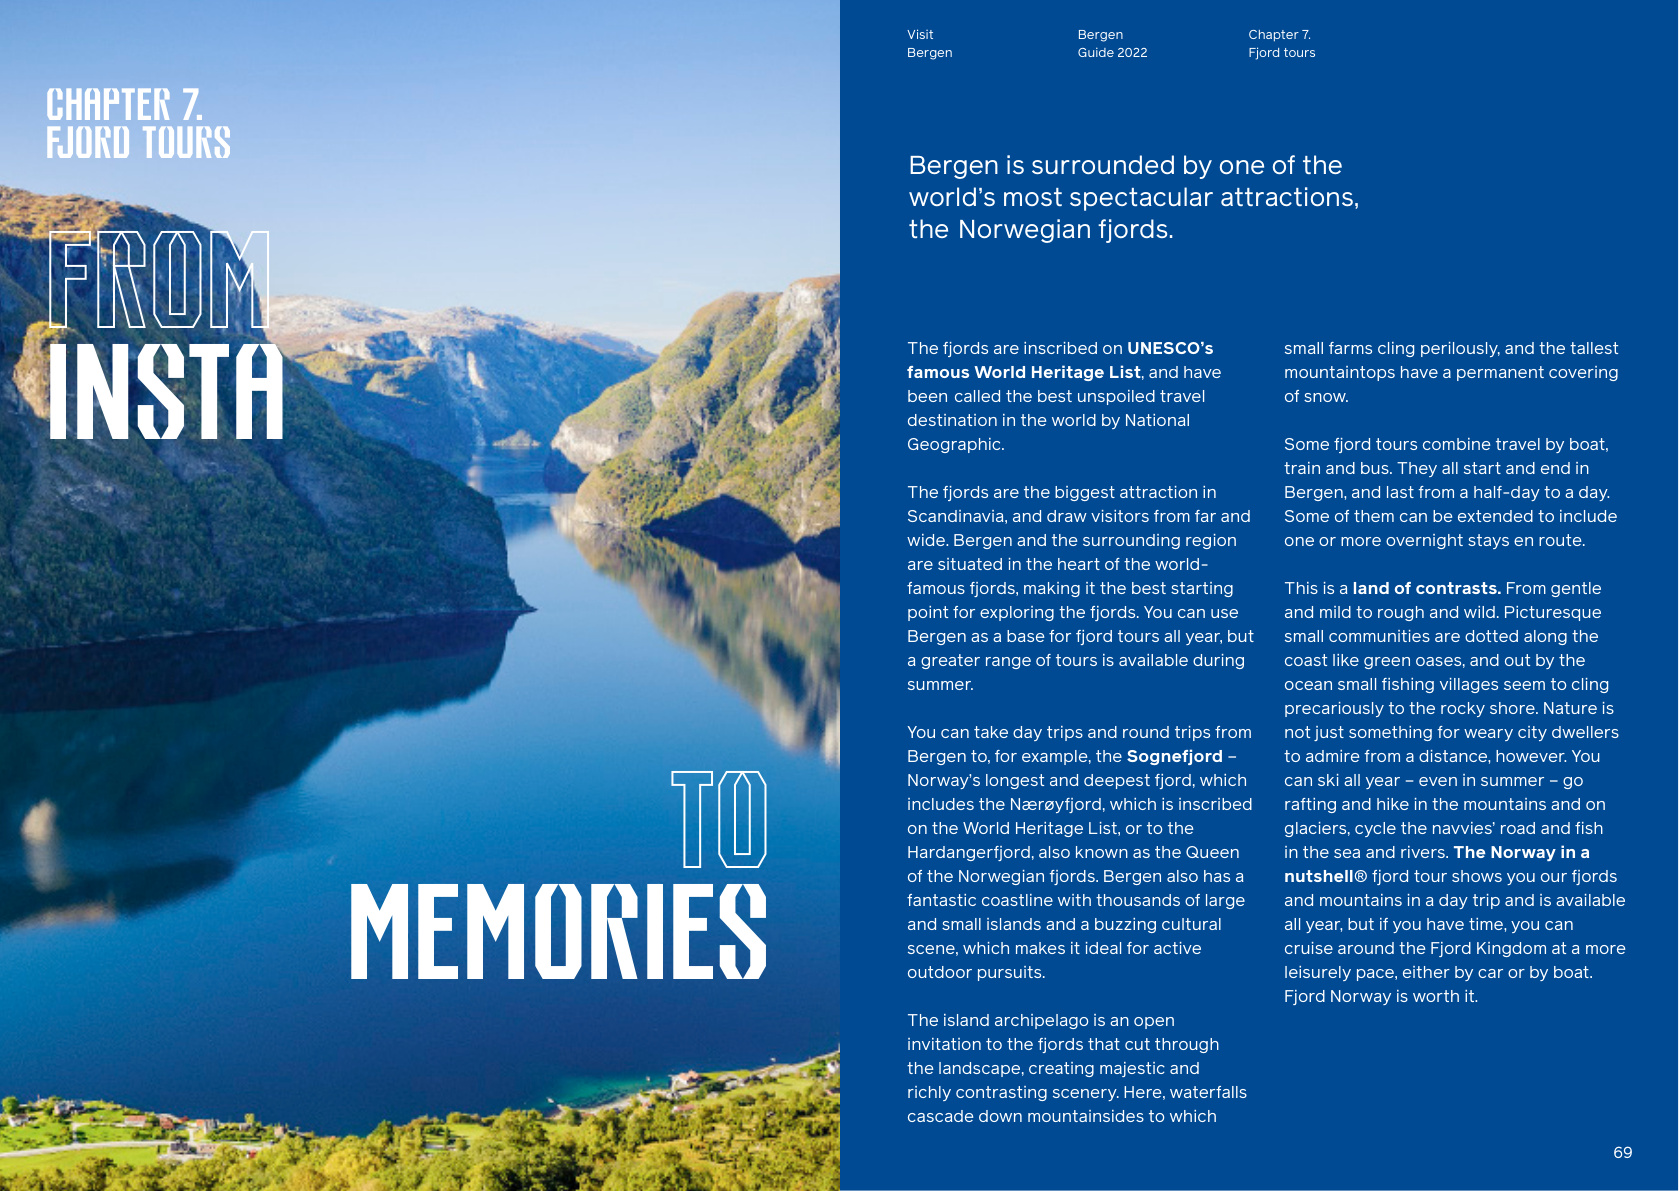 CHAPTER 7.
FJORD TOURS
FROM
INSTA
TO
MEMORIES
Visit
Bergen
Bergen
Guide 2022
Chapter 7.
Fjord tours
Bergen is surrounded by one of the
world’s most spectacular attractions,
the Norwegian fjords.
The fjords are inscribed on UNESCO’s
famous World Heritage List, and have
been called the best unspoiled travel
destination in the world by National
Geographic.
The fjords are the biggest attraction in
Scandinavia, and draw visitors from far and
wide. Bergen and the surrounding region
are situated in the heart of the world-
famous fjords, making it the best starting
point for exploring the fjords. You can use
Bergen as a base for fjord tours all year, but
a greater range of tours is available during
summer.
You can take day trips and round trips from
Bergen to, for example, the Sognefjord –
Norway’s longest and deepest fjord, which
includes the Nærøyfjord, which is inscribed
on the World Heritage List, or to the
Hardangerfjord, also known as the Queen
of the Norwegian fjords. Bergen also has a
fantastic coastline with thousands of large
and small islands and a buzzing cultural
scene, which makes it ideal for active
outdoor pursuits.
The island archipelago is an open
invitation to the fjords that cut through
the landscape, creating majestic and
richly contrasting scenery. Here, waterfalls
cascade down mountainsides to which
small farms cling perilously, and the tallest
mountaintops have a permanent covering
of snow.
Some fjord tours combine travel by boat,
train and bus. They all start and end in
Bergen, and last from a half-day to a day.
Some of them can be extended to include
one or more overnight stays en route.
This is a land of contrasts. From gentle
and mild to rough and wild. Picturesque
small communities are dotted along the
coast like green oases, and out by the
ocean small fishing villages seem to cling
precariously to the rocky shore. Nature is
not just something for weary city dwellers
to admire from a distance, however. You
can ski all year – even in summer – go
rafting and hike in the mountains and on
glaciers, cycle the navvies’ road and fish
in the sea and rivers. The Norway in a
nutshell® fjord tour shows you our fjords
and mountains in a day trip and is available
all year, but if you have time, you can
cruise around the Fjord Kingdom at a more
leisurely pace, either by car or by boat.
Fjord Norway is worth it.
69